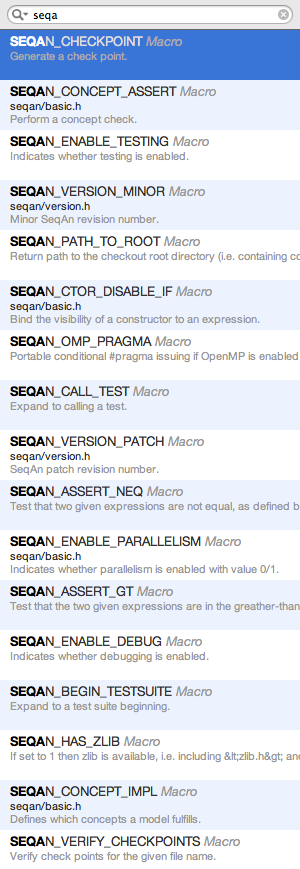 seqa
SEQAN_CHECKPOINT Macro
Generate a check point.
SEQAN_CONCEPT_ASSERT Macro
seqan/basic.h
Perform a concept check.
SEQAN_ENABLE_TESTING Macro
Indicates whether testing is enabled.
SEQAN_VERSION_MINOR Macro
seqan/version.h
Minor SeqAn revision number.
SEQAN_PATH_TO_ROOT Macro
Return path to the checkout root directory (i.e. containing co
SEQAN_CTOR_DISABLE_IF Macro
seqan/basic.h
Bind the visibility of a constructor to an expression.
SEQAN_OMP_PRAGMA Macro
Portable conditional #pragma issuing if OpenMP is enabled
SEQAN_CALL_TEST Macro
Expand to calling a test.
SEQAN_VERSION_PATCH Macro
seqan/version.h
SeqAn patch revision number.
SEQAN_ASSERT_NEQ Macro
Test that two given expressions are not equal, as defined b
SEQAN_ENABLE_PARALLELISM Macro
seqan/basic.h
Indicates whether parallelism is enabled with value 0/1.
SEQAN_ASSERT_GT Macro
Test that the two given expressions are in the greather-than
SEQAN_ENABLE_DEBUG Macro
Indicates whether debugging is enabled.
SEQAN_BEGIN_TESTSUITE Macro
Expand to a test suite beginning.
SEQAN_HAS_ZLIB Macro
If set to 1 then zlib is available, i.e. including &lt;zlib.h&gt; and
SEQAN_CONCEPT_IMPL Macro
seqan/basic.h
Defines which concepts a model fulfills.
SEQAN_VERIFY_CHECKPOINTS Macro
Verify check points for the given file name.